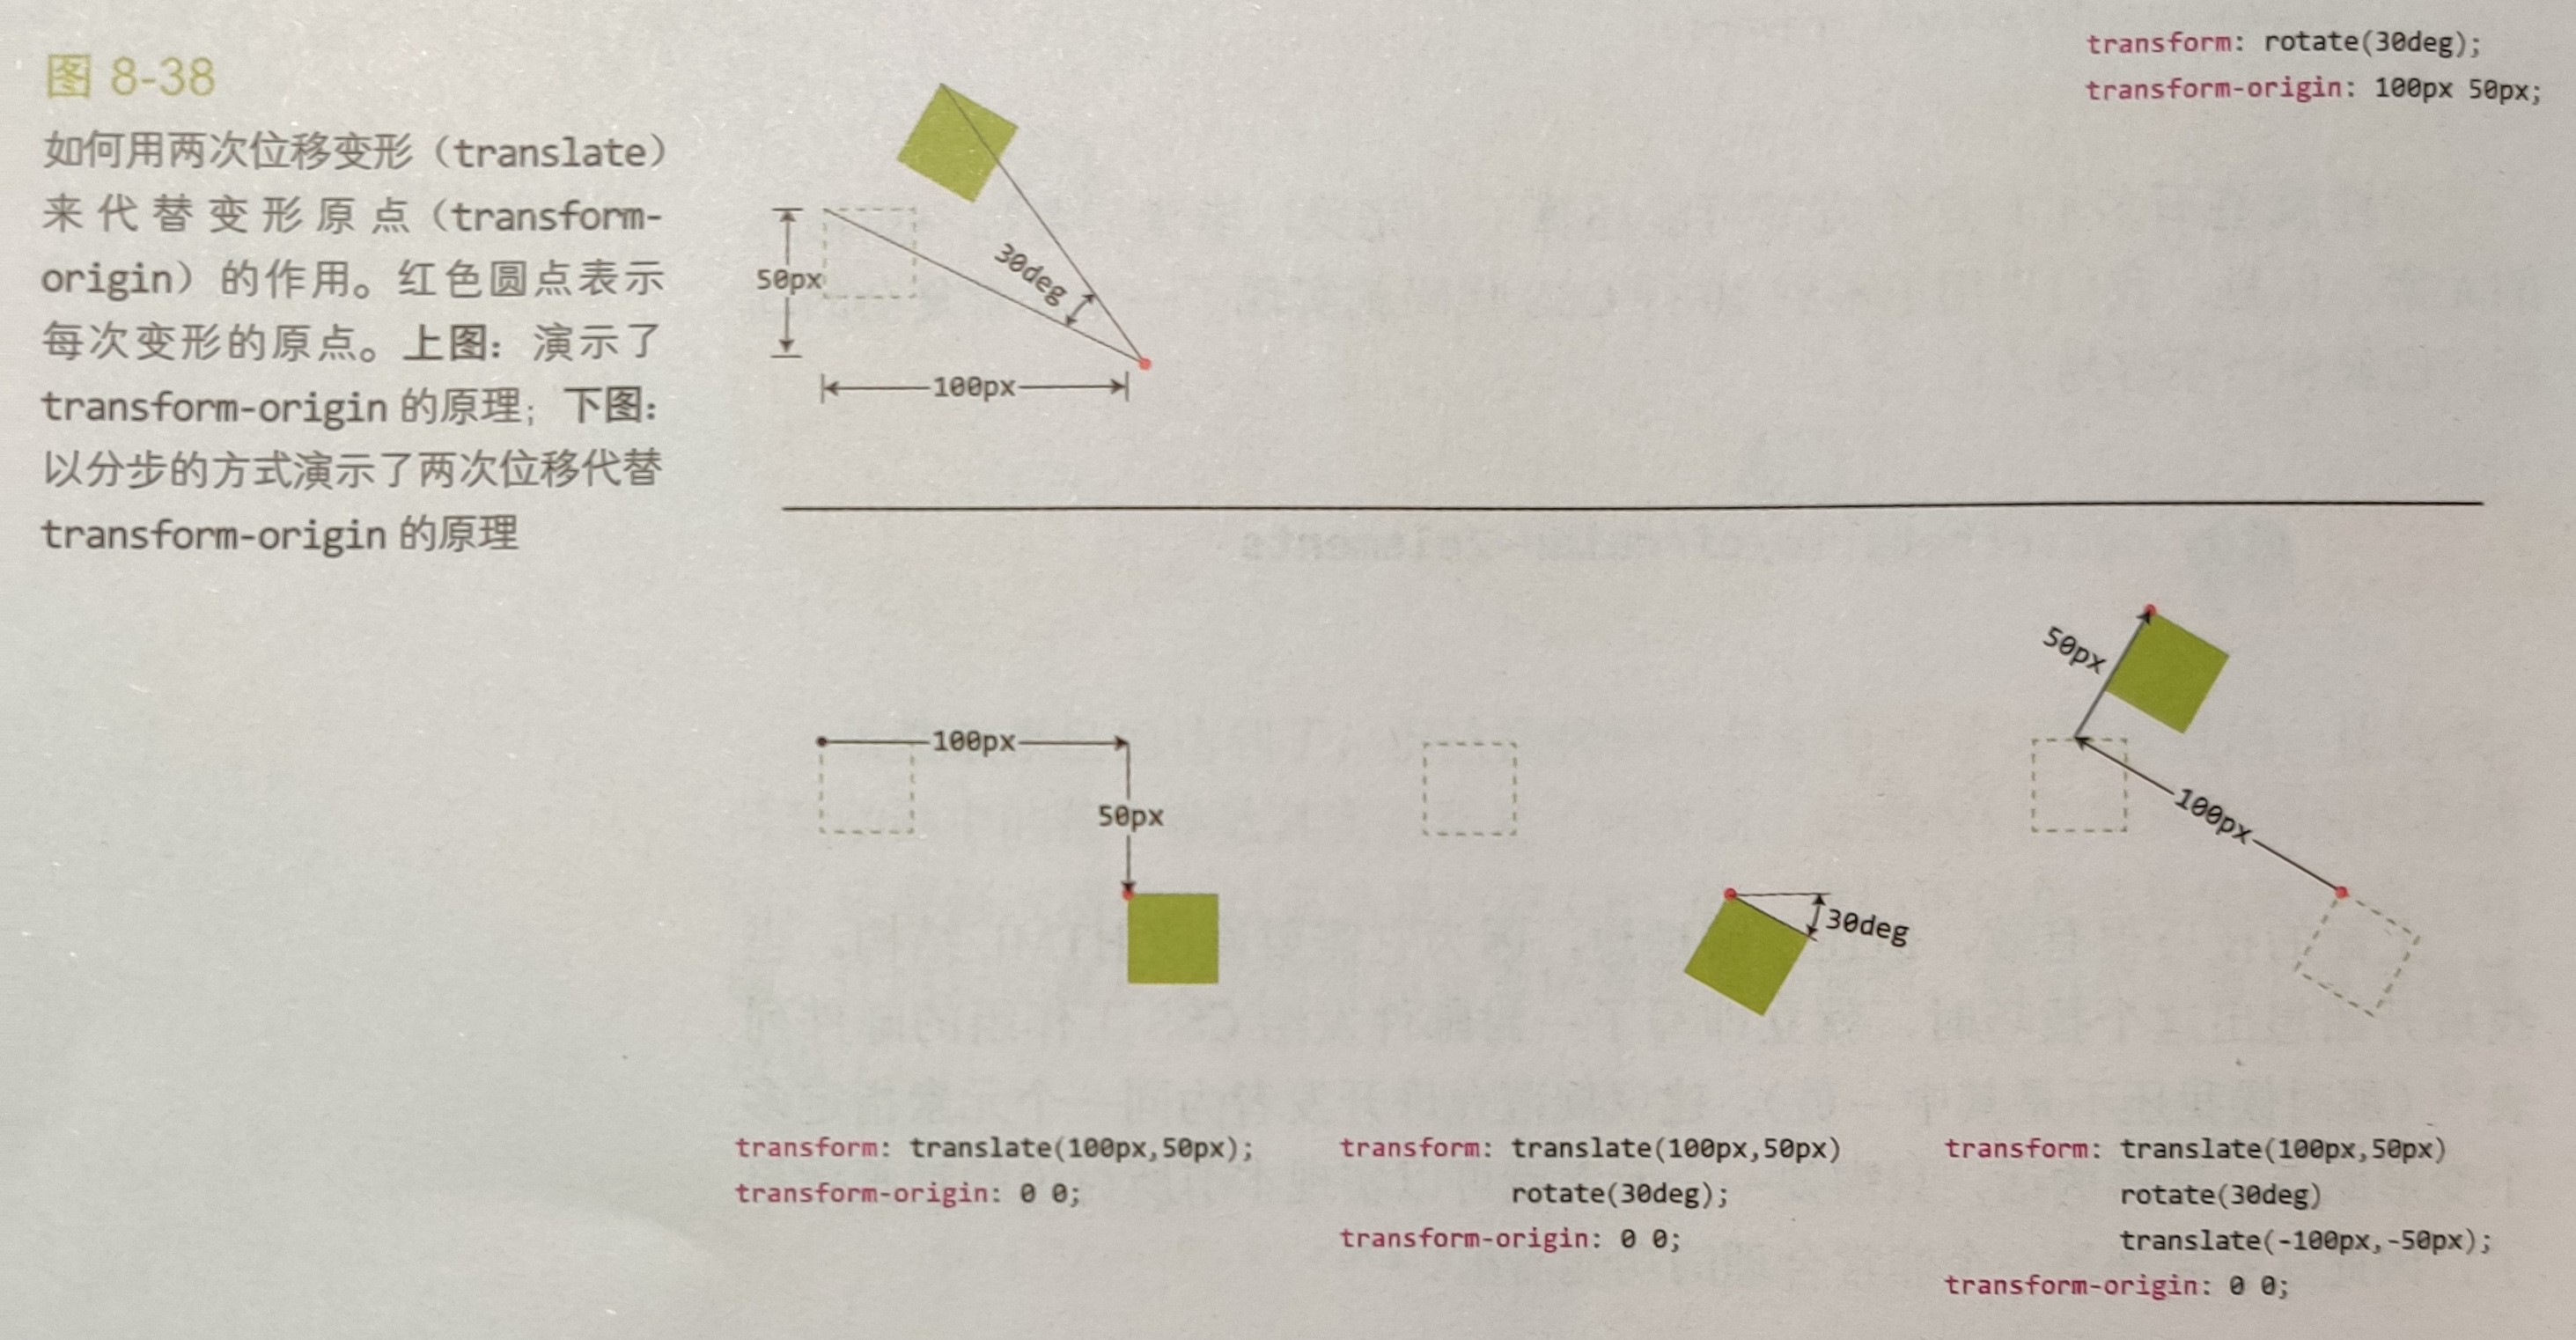 图 8-38
如何用两次位移变形（translate）
来代替变形原点（transform-
origin）的作用。红色圆点表示
每次变形的原点。上图：演示了
transform-origin 的原理；下图：
以分步的方式演示了两次位移代替
transform-origin 的原理
transform: rotate(30deg);
transform-origin: 100px 50px;
50px
30deg
100px
100px
50px
30deg
50px
100px
transform: translate(100px,50px);
transform-origin: 0 0;
transform: translate(100px,50px)
rotate(30deg);
transform-origin: 0 0;
transform: translate(100px,50px)
rotate(30deg)
translate(-100px,-50px);
transform-origin: 0 0;